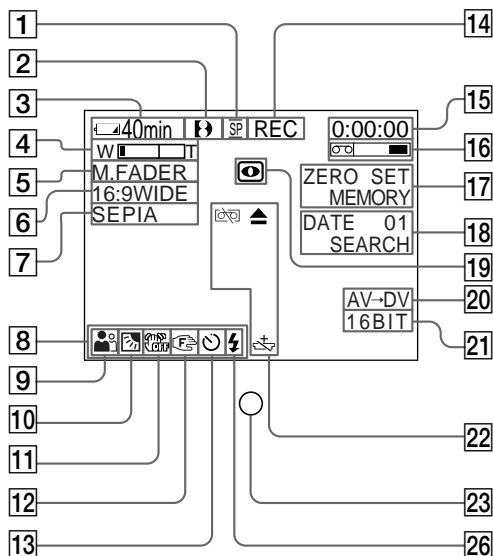 1
14
2
3
15
40min SP REC 0:00:00
16
4
W T
5
M.FADER
ZERO SET
MEMORY
17
6
16:9WIDE
7
SEPIA
DATE 01
SEARCH
18
19
AV→DV
20
16BIT
21
8
OFF F
9
10
22
11
12
23
13
26